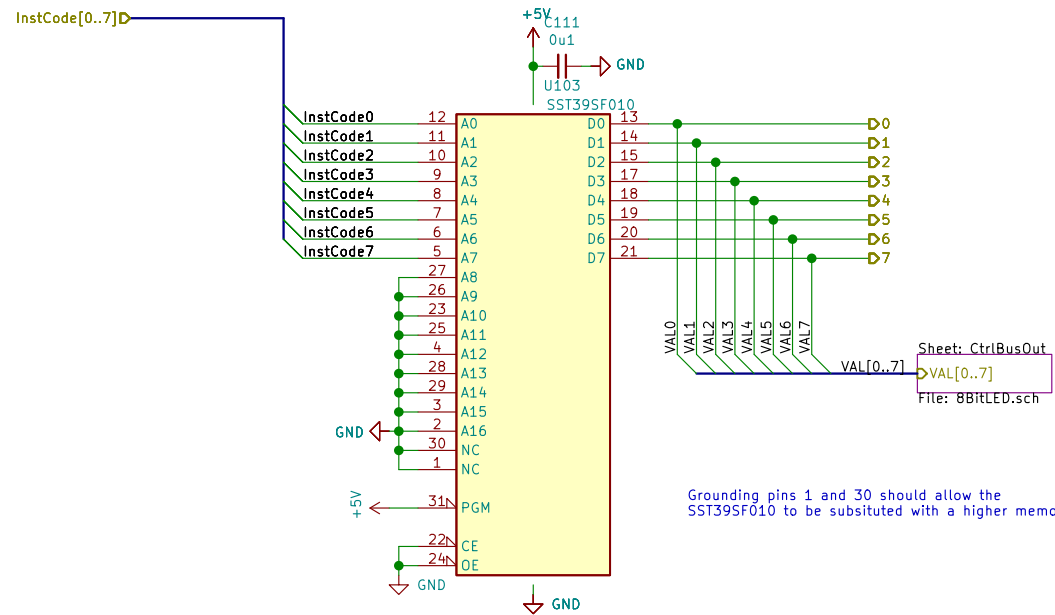 InstCode[0..7]
+5V
C111
0u1
GND
U103
SST39SF010
InstCode0 12 A0 D0 13 0
InstCode1 11 A1 D1 14 1
InstCode2 10 A2 D2 15 2
InstCode3 9 A3 D3 17 3
InstCode4 8 A4 D4 18 4
InstCode5 7 A5 D5 19 5
InstCode6 6 A6 D6 20 6
InstCode7 5 A7 D7 21 7
27 A8
26 A9
23 A10
25 A11
4 A12
28 A13
29 A14
3 A15
GND 2 A16
30 NC
1 NC
+5V 31 PGM
22 CE
24 OE
GND
GND
VAL0 VAL1 VAL2 VAL3 VAL4 VAL5 VAL6 VAL7
VAL[0..7]
Sheet: CtrlBusOut
VAL[0..7]
File: 8BitLED.sch
Grounding pins 1 and 30 should allow the
SST39SF010 to be subsituted with a higher memo